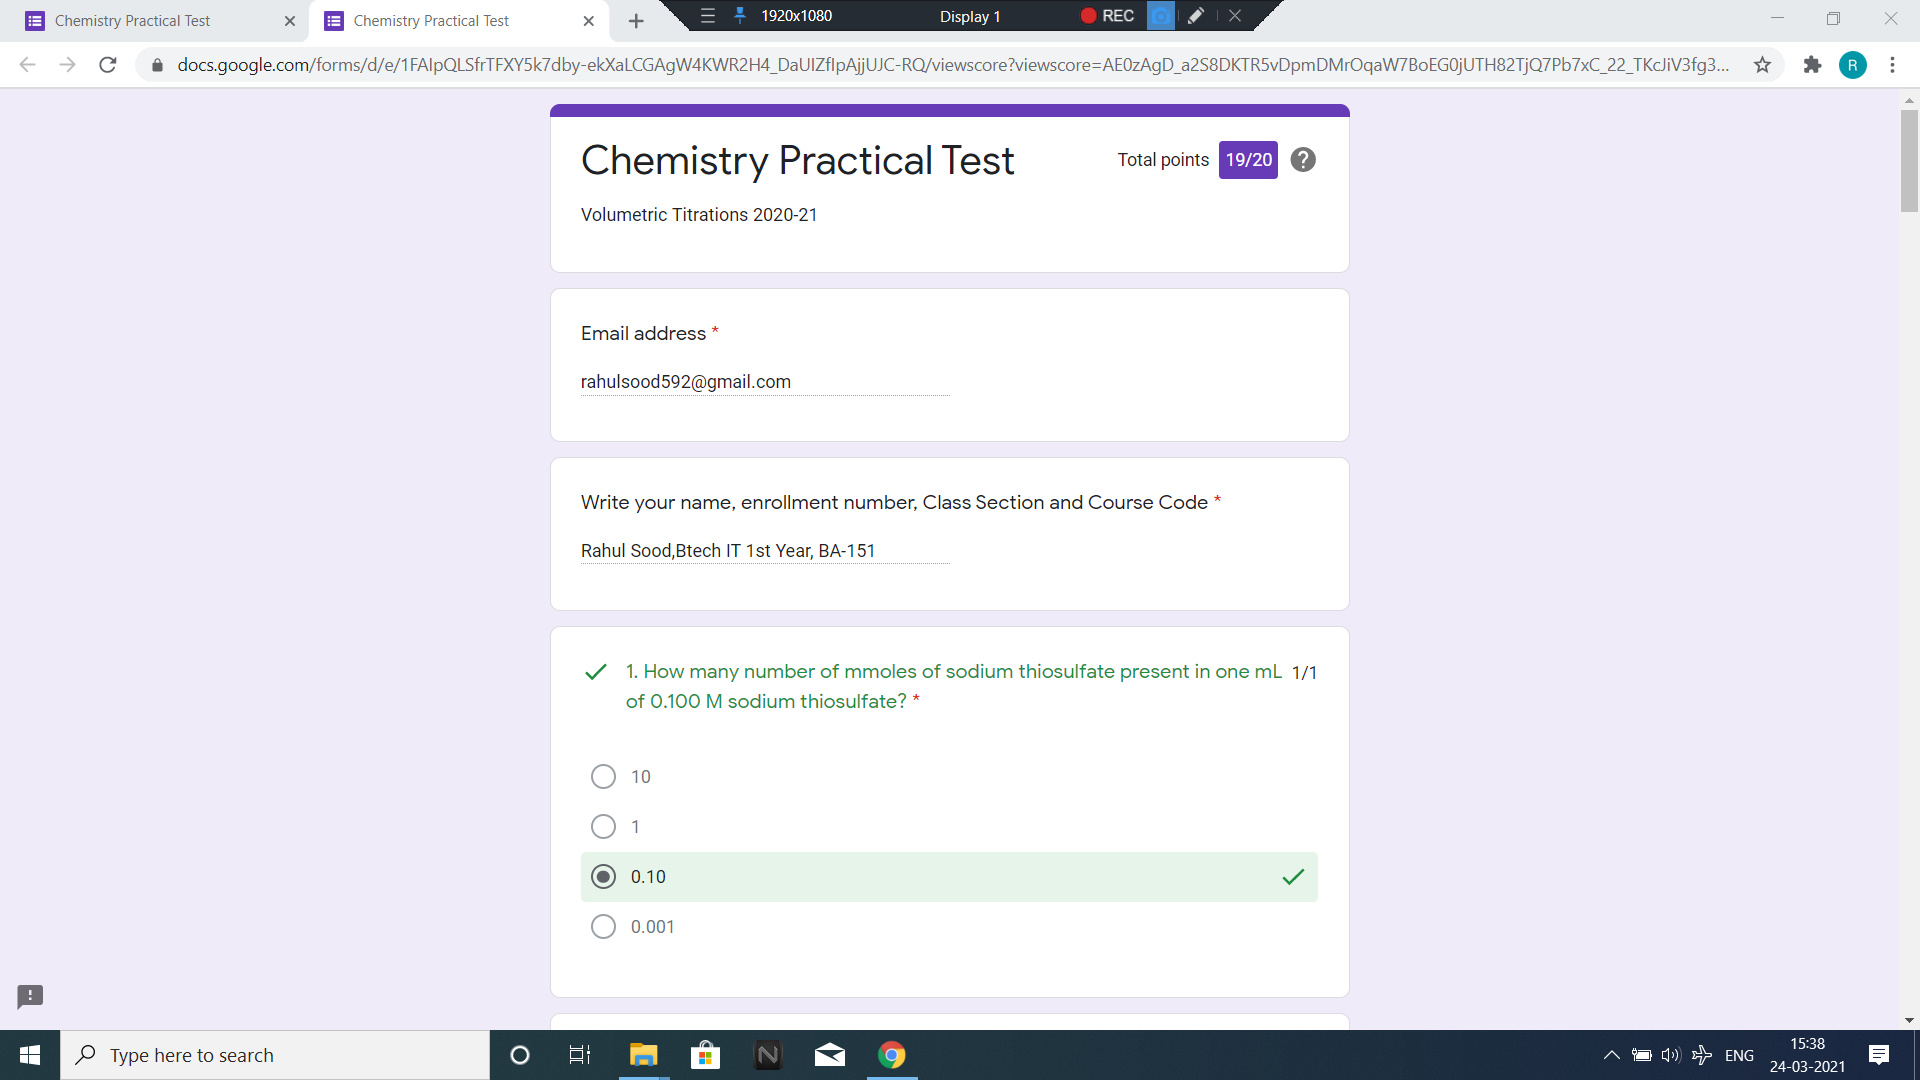 Chemistry Practical Test
Chemistry Practical Test
1920x1080
Display 1
REC
docs.google.com/forms/d/e/1FAIpQLSfrTFXY5k7dby-ekXaLCGAgW4KWR2H4_DaUIZfIpAjjUJC-RQ/viewscore?viewscore=AE0zAgD_a2S8DKTR5vDpmDMrOqaW7BoEG0jUTH82TjQ7Pb7xC_22_TKcJiV3fg3...
R
Chemistry Practical Test
Total points 19/20
Volumetric Titrations 2020-21
Email address *
rahulsood592@gmail.com
Write your name, enrollment number, Class Section and Course Code *
Rahul Sood,Btech IT 1st Year, BA-151
1. How many number of mmoles of sodium thiosulfate present in one mL 1/1
of 0.100 M sodium thiosulfate? *
10
1
0.10
0.001
Type here to search
ENG
15:38
24-03-2021